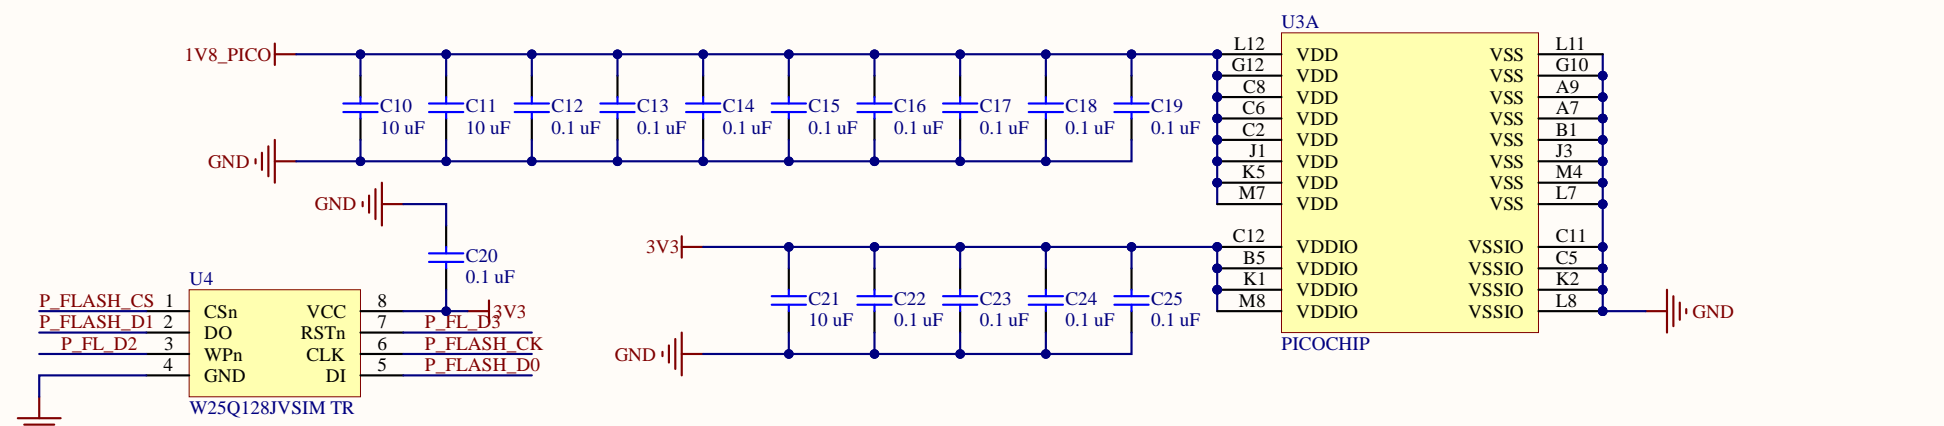 U3A
1V8_PICO
L12 VDD VSS L11
G12 VDD VSS G10
C8 VDD VSS A9
C6 VDD VSS A7
C2 VDD VSS B1
J1 VDD VSS J3
K5 VDD VSS M4
M7 VDD VSS L7
C10 C11 C12 C13 C14 C15 C16 C17 C18 C19
10 uF 10 uF 0.1 uF 0.1 uF 0.1 uF 0.1 uF 0.1 uF 0.1 uF 0.1 uF 0.1 uF
GND
GND
C20
0.1 uF
3V3
C12 VDDIO VSSIO C11
B5 VDDIO VSSIO C5
K1 VDDIO VSSIO K2
M8 VDDIO VSSIO L8
GND
C21 C22 C23 C24 C25
10 uF 0.1 uF 0.1 uF 0.1 uF 0.1 uF
GND
PICOCHIP
U4
P_FLASH_CS 1 CSn VCC 8 3V3
P_FLASH_D1 2 DO RSTn 7 P_FL_D3
P_FL_D2 3 WPn CLK 6 P_FLASH_CK
4 GND DI 5 P_FLASH_D0
W25Q128JVSIM TR